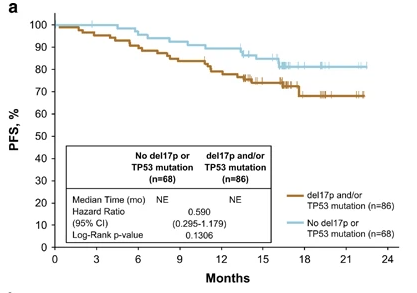 a
PFS, %
100
90
80
70
60
50
40
30
20
10
0
No del17p or del17p and/or
TP53 mutation TP53 mutation
(n=68) (n=86)
Median Time (mo) NE NE
Hazard Ratio 0.590
(95% CI) (0.295-1.179)
Log-Rank p-value 0.1306
del17p and/or
TP53 mutation (n=86)
No del17p or
TP53 mutation (n=68)
0 3 6 9 12 15 18 21 24
Months